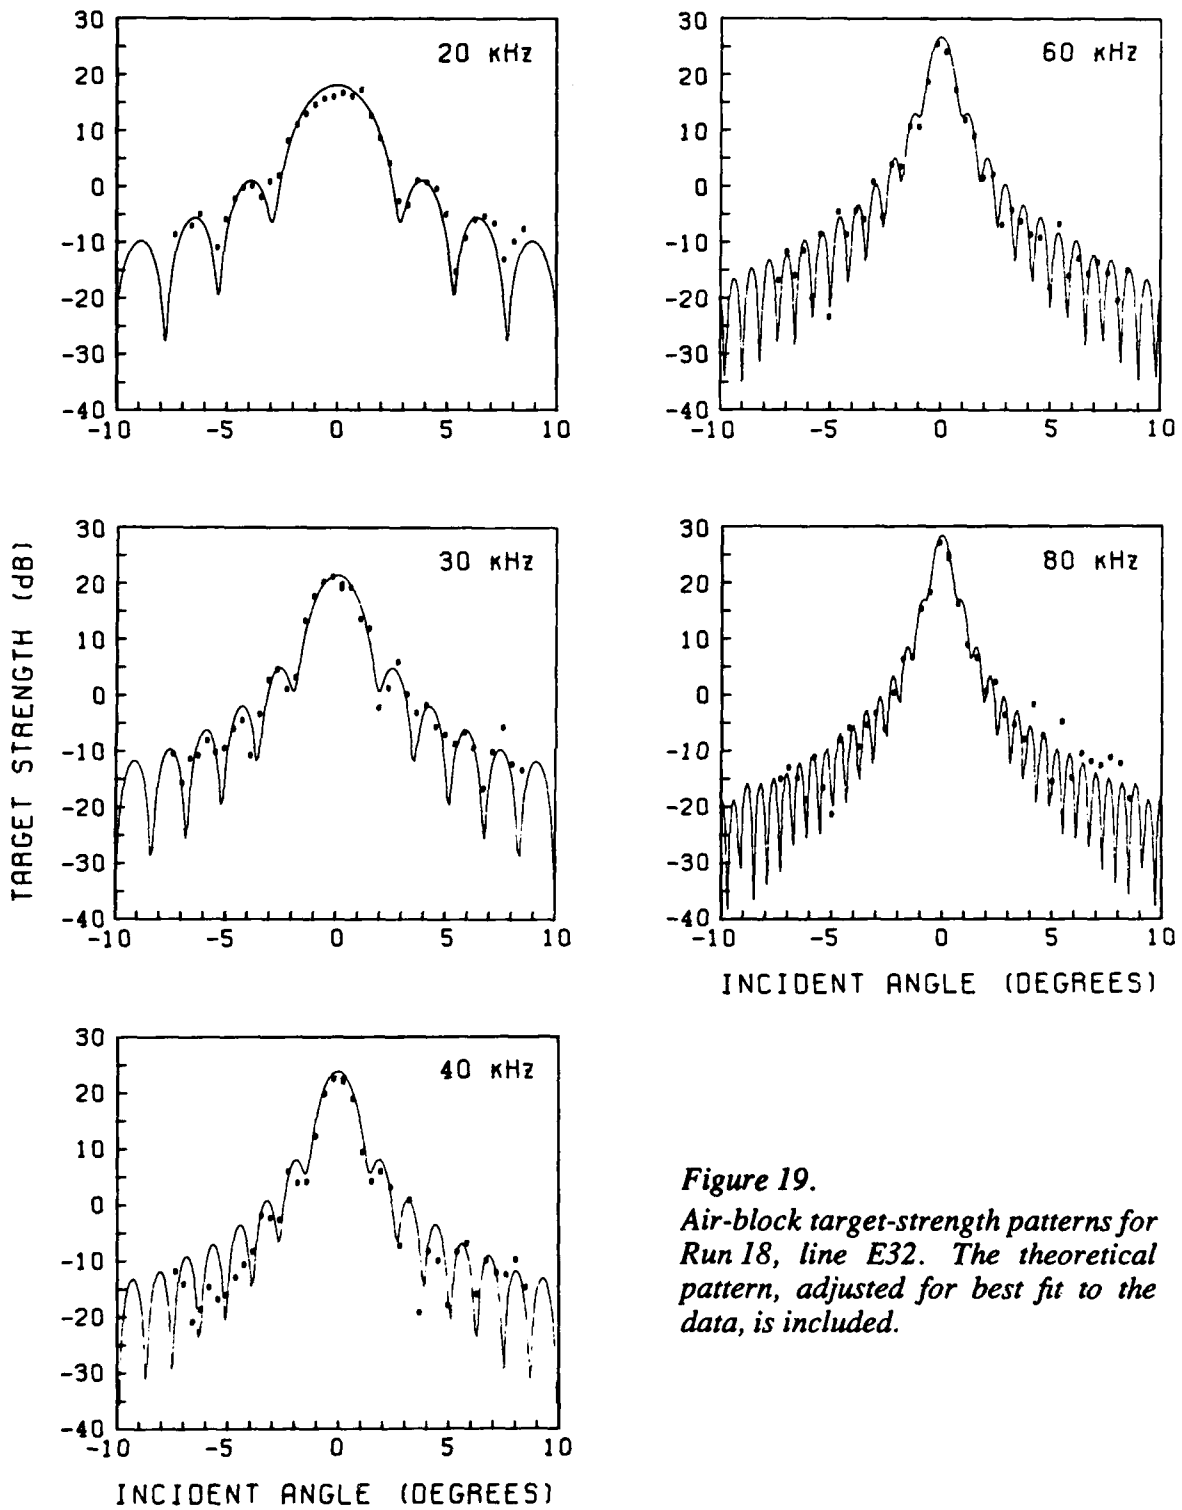 30
20 KHz
20
10
0
-10
-20
-30
-40
-10 -5 0 5 10
30
60 KHz
20
10
0
-10
-20
-30
-40
-10 -5 0 5 10
TARGET STRENGTH (dB)
30
30 KHz
20
10
0
-10
-20
-30
-40
-10 -5 0 5 10
30
80 KHz
20
10
0
-10
-20
-30
-40
-10 -5 0 5 10
INCIDENT ANGLE (DEGREES)
30
40 KHz
20
10
0
-10
-20
-30
-40
-10 -5 0 5 10
INCIDENT ANGLE (DEGREES)
Figure 19.
Air-block target-strength patterns for
Run 18, line E32. The theoretical
pattern, adjusted for best fit to the
data, is included.